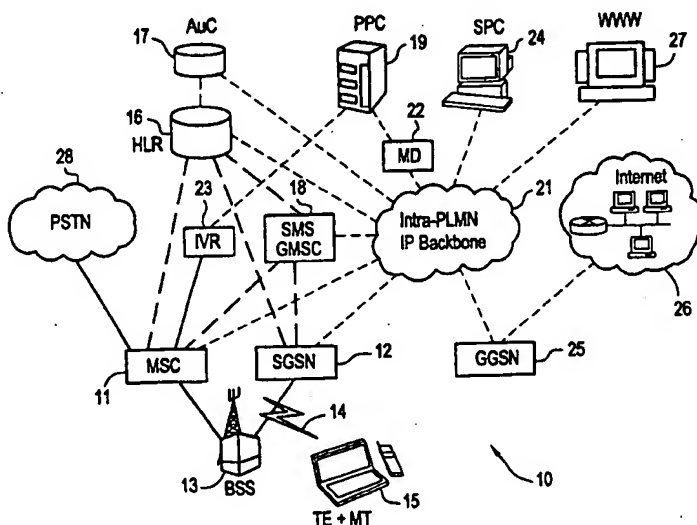 AuC
17
PPC
19
SPC
24
WWW
27
16
HLR
22
MD
28
PSTN
23
IVR
18
SMS
GMSC
Intra-PLMN
IP Backbone
21
Internet
26
MSC
11
SGSN
12
GGSN
25
14
13
BSS
15
TE + MT
10